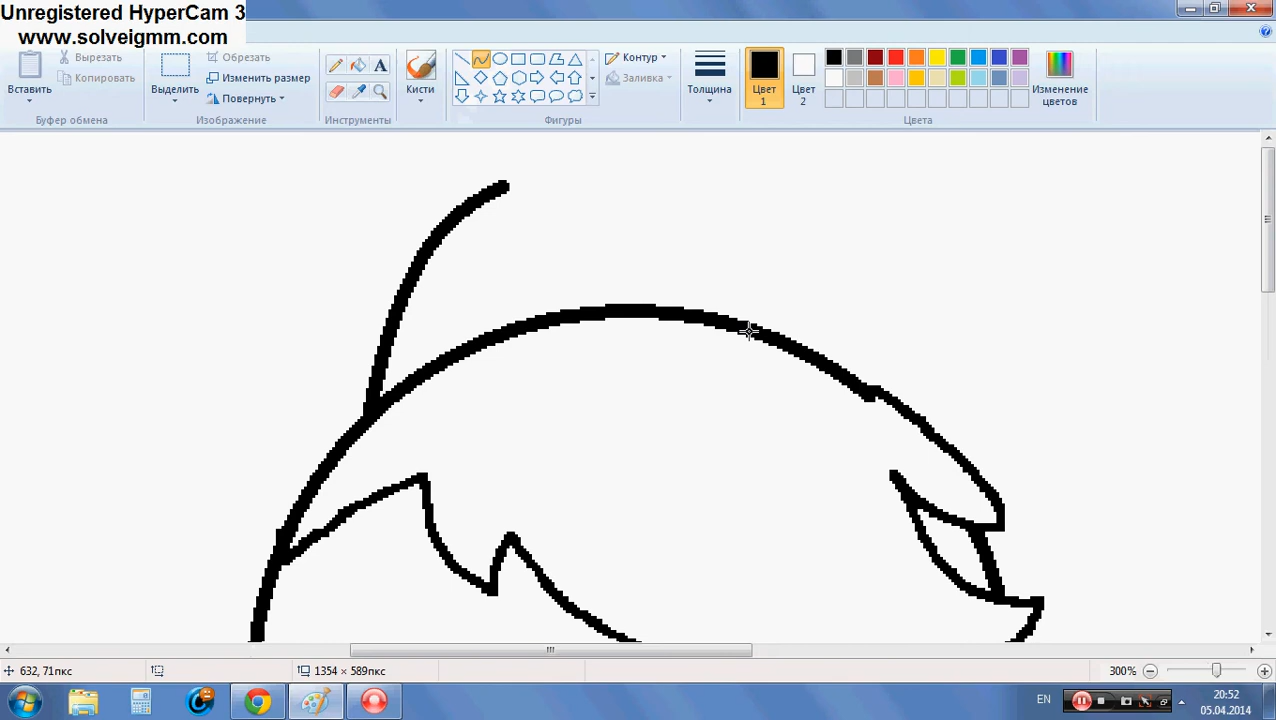 Unregistered HyperCam 3
www.solveigmm.com
Вставить
Вырезать
Копировать
Буфер обмена
Выделить
Обрезать
Изменить размер
Повернуть
Изображение
A
Инструменты
Кисти
Контур
Заливка
Фигуры
Толщина
Цвет
1
Цвет
2
Изменение
цветов
Цвета
632, 71пкс
1354 × 589пкс
300%
EN
20:52
05.04.2014